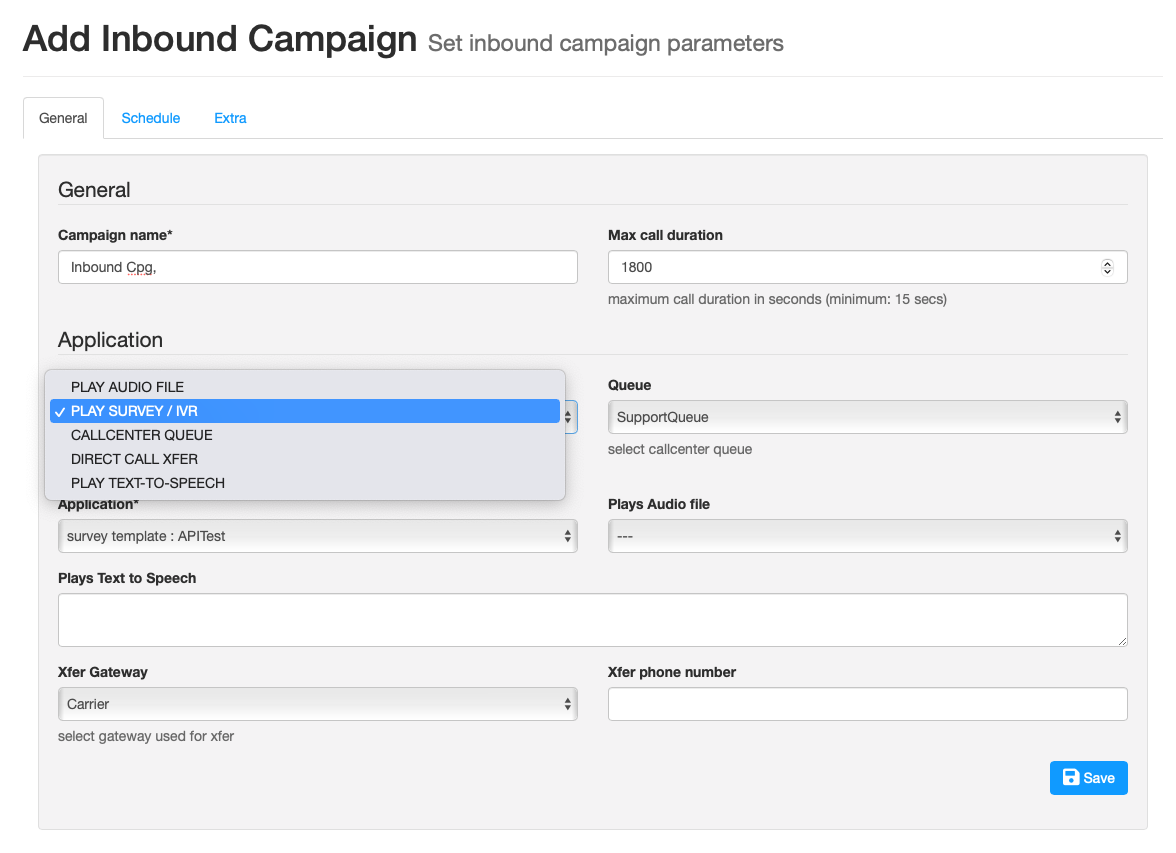 Add Inbound Campaign Set inbound campaign parameters
General Schedule Extra
General
Campaign name* Max call duration
Inbound Cpg, 1800
maximum call duration in seconds (minimum: 15 secs)
Application
PLAY AUDIO FILE Queue
✓ PLAY SURVEY / IVR SupportQueue
CALLCENTER QUEUE select callcenter queue
DIRECT CALL XFER
PLAY TEXT-TO-SPEECH
Application* Plays Audio file
survey template : APITest ---
Plays Text to Speech
Xfer Gateway Xfer phone number
Carrier
select gateway used for xfer
Save